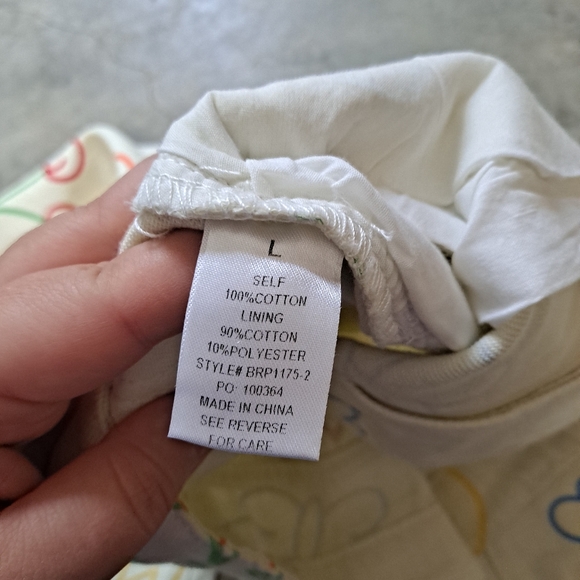 L
SELF
100%COTTON
LINING
90%COTTON
10%POLYESTER
STYLE# BRP1175-2
PO: 100364
MADE IN CHINA
SEE REVERSE
FOR CARE